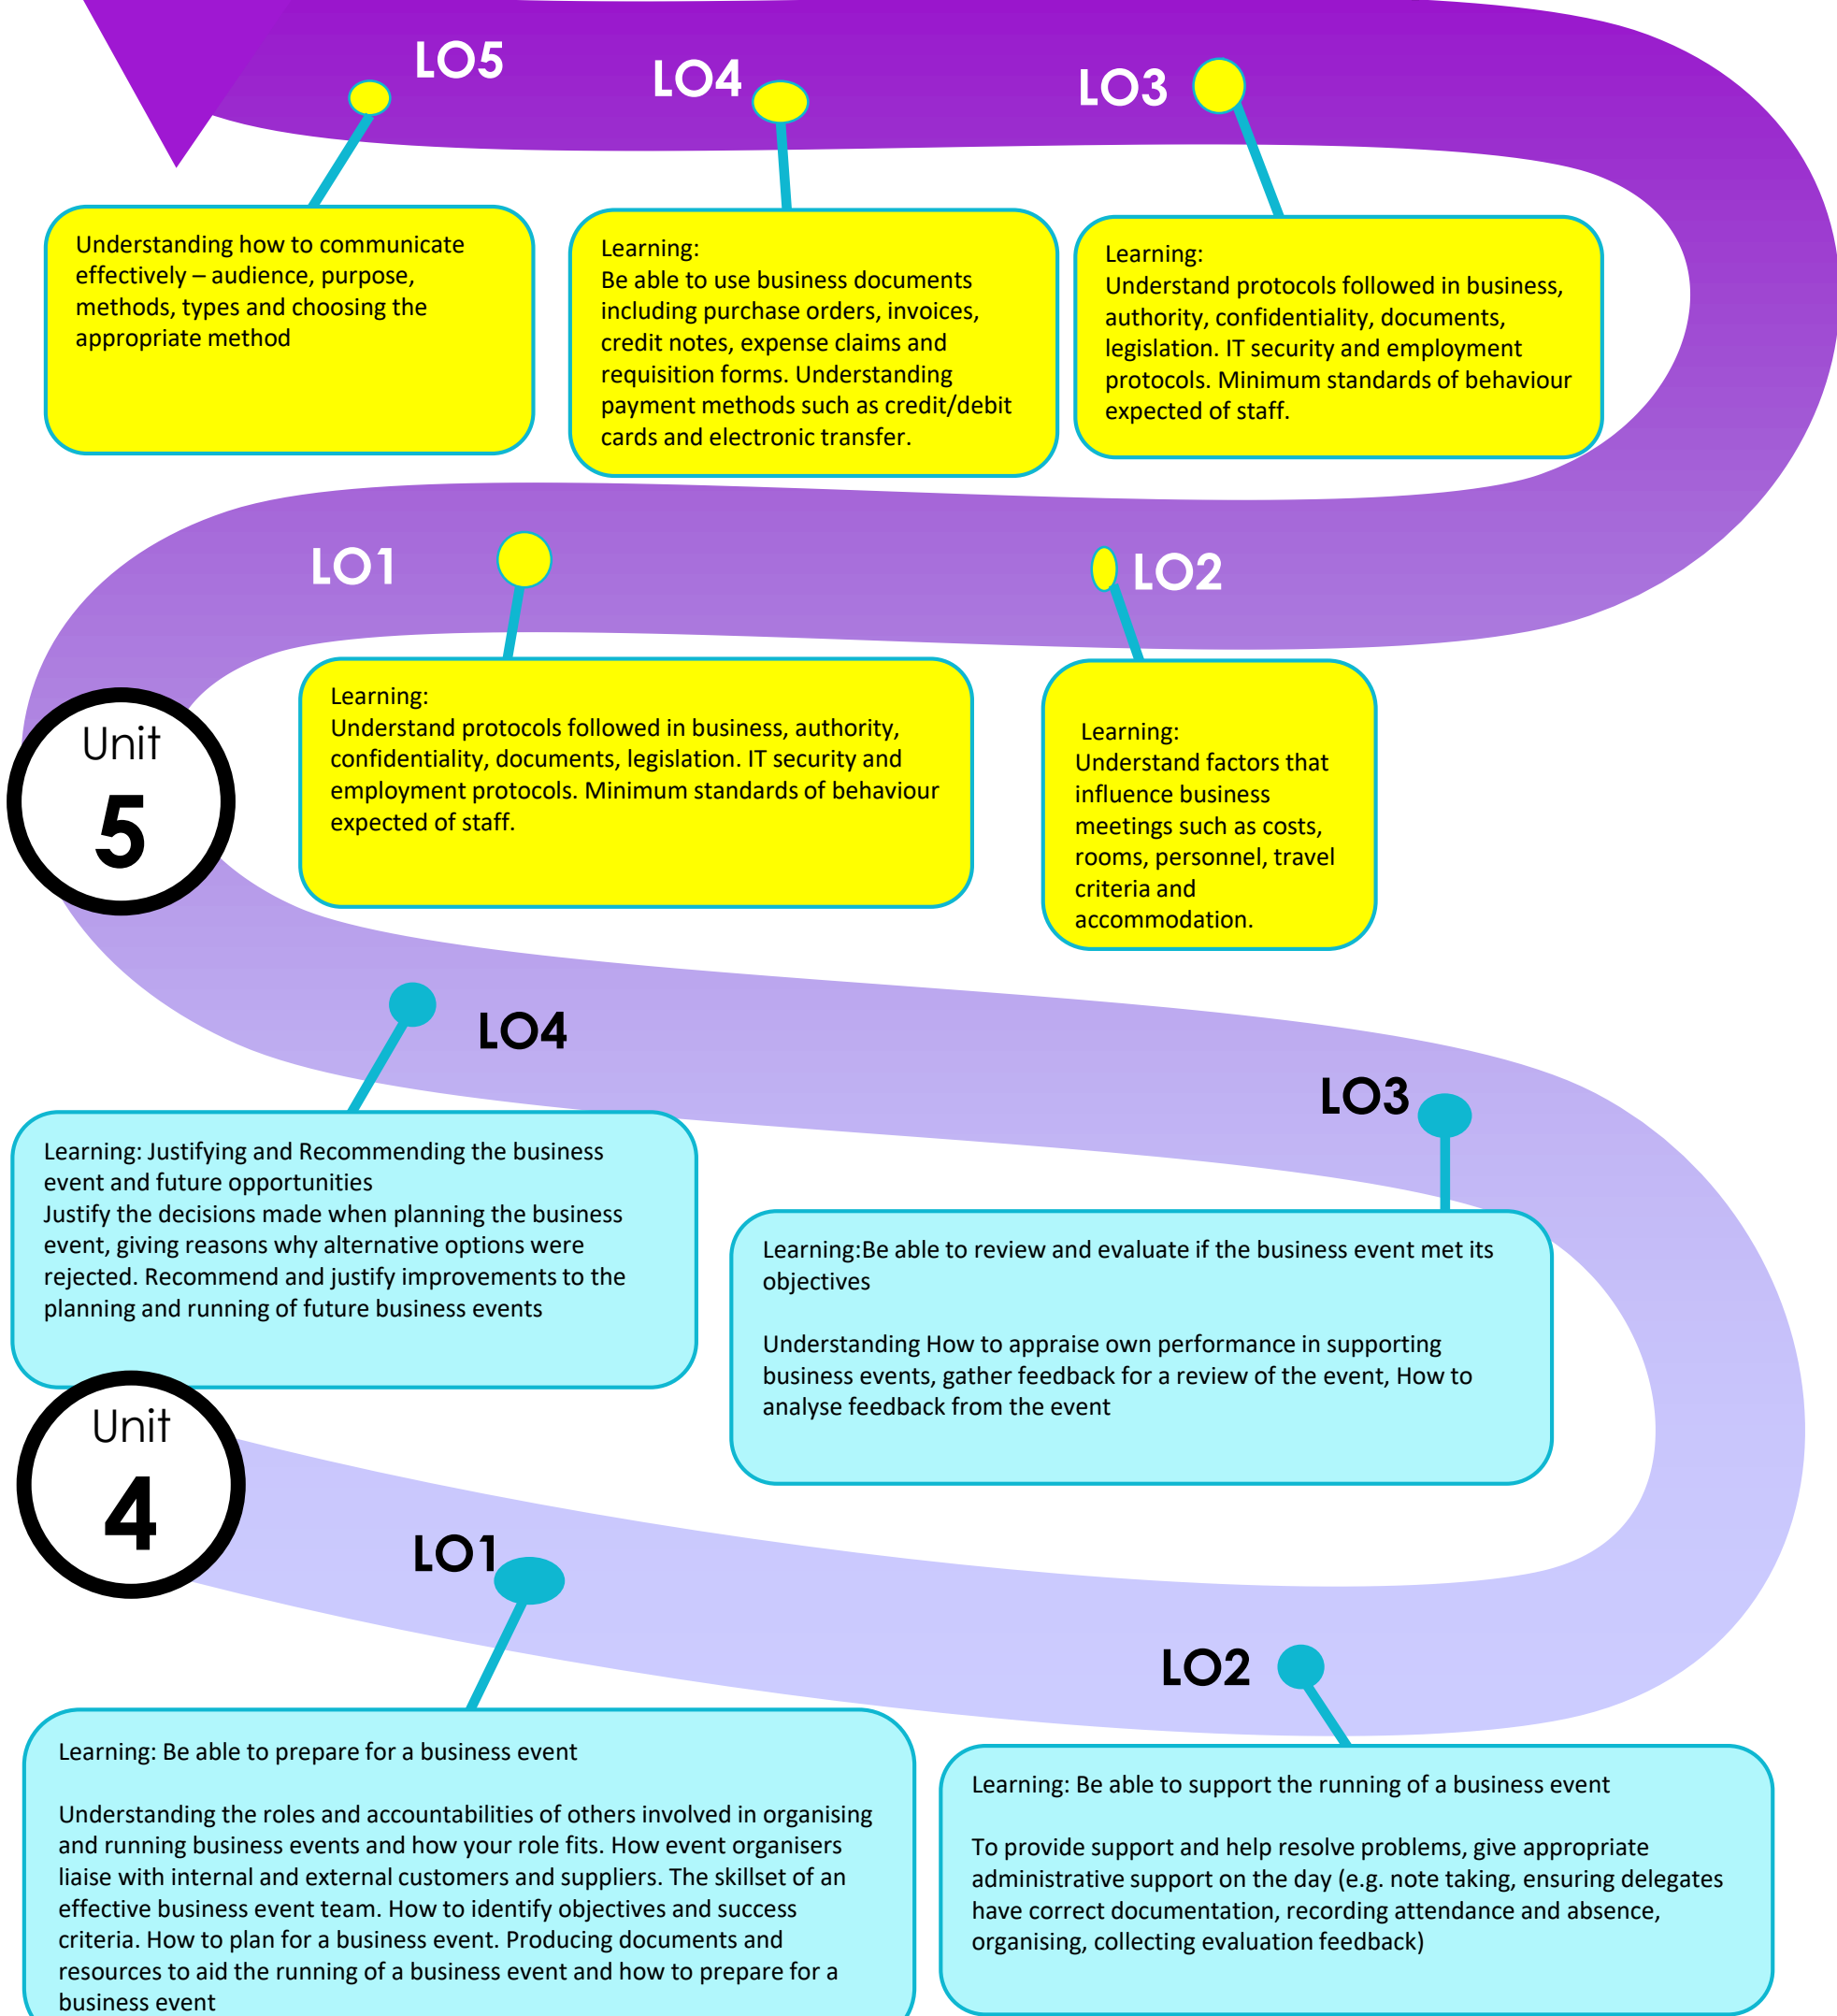 LO5
LO4
LO3
Understanding how to communicate
effectively – audience, purpose,
methods, types and choosing the
appropriate method
Learning:
Be able to use business documents
including purchase orders, invoices,
credit notes, expense claims and
requisition forms. Understanding
payment methods such as credit/debit
cards and electronic transfer.
Learning:
Understand protocols followed in business,
authority, confidentiality, documents,
legislation. IT security and employment
protocols. Minimum standards of behaviour
expected of staff.
LO1
LO2
Learning:
Understand protocols followed in business, authority,
confidentiality, documents, legislation. IT security and
employment protocols. Minimum standards of behaviour
expected of staff.
Learning:
Understand factors that
influence business
meetings such as costs,
rooms, personnel, travel
criteria and
accommodation.
Unit
5
LO4
LO3
Learning: Justifying and Recommending the business
event and future opportunities
Justify the decisions made when planning the business
event, giving reasons why alternative options were
rejected. Recommend and justify improvements to the
planning and running of future business events
Learning:Be able to review and evaluate if the business event met its
objectives
Understanding How to appraise own performance in supporting
business events, gather feedback for a review of the event, How to
analyse feedback from the event
Unit
4
LO1
LO2
Learning: Be able to prepare for a business event
Understanding the roles and accountabilities of others involved in organising
and running business events and how your role fits. How event organisers
liaise with internal and external customers and suppliers. The skillset of an
effective business event team. How to identify objectives and success
criteria. How to plan for a business event. Producing documents and
resources to aid the running of a business event and how to prepare for a
business event
Learning: Be able to support the running of a business event
To provide support and help resolve problems, give appropriate
administrative support on the day (e.g. note taking, ensuring delegates
have correct documentation, recording attendance and absence,
organising, collecting evaluation feedback)